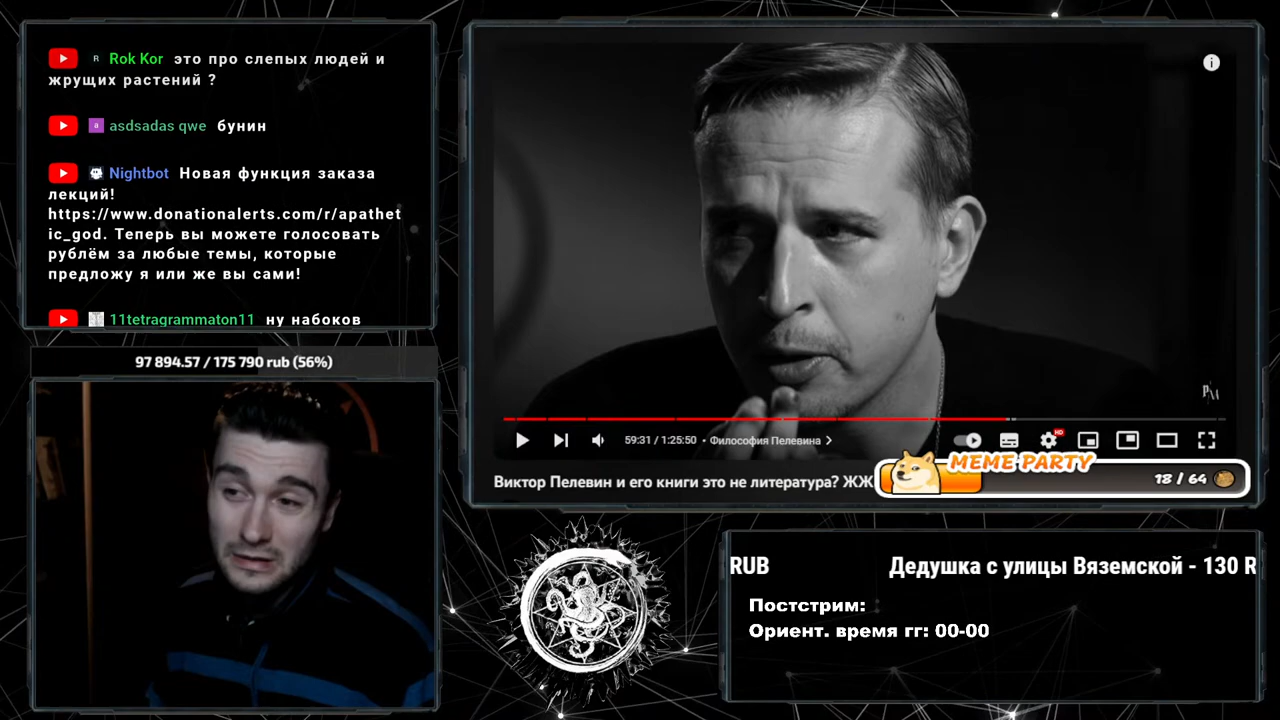 Rok Kor это про слепых людей и
жрущих растений ?
asdsadas qwe бунин
Nightbot Новая функция заказа
лекций!
https://www.donationalerts.com/r/apathet
ic_god. Теперь вы можете голосовать
рублём за любые темы, которые
предложу я или же вы сами!
11tetragrammaton11 ну набоков
97 894.57 / 175 790 rub (56%)
HD
59:31 / 1:25:50 • Философия Пелевина
Виктор Пелевин и его книги это не литература? ЖЖ
MEME PARTY
18 / 64
RUB Дедушка с улицы Вяземской - 130 R
Постстрим:
Ориент. время гг: 00-00